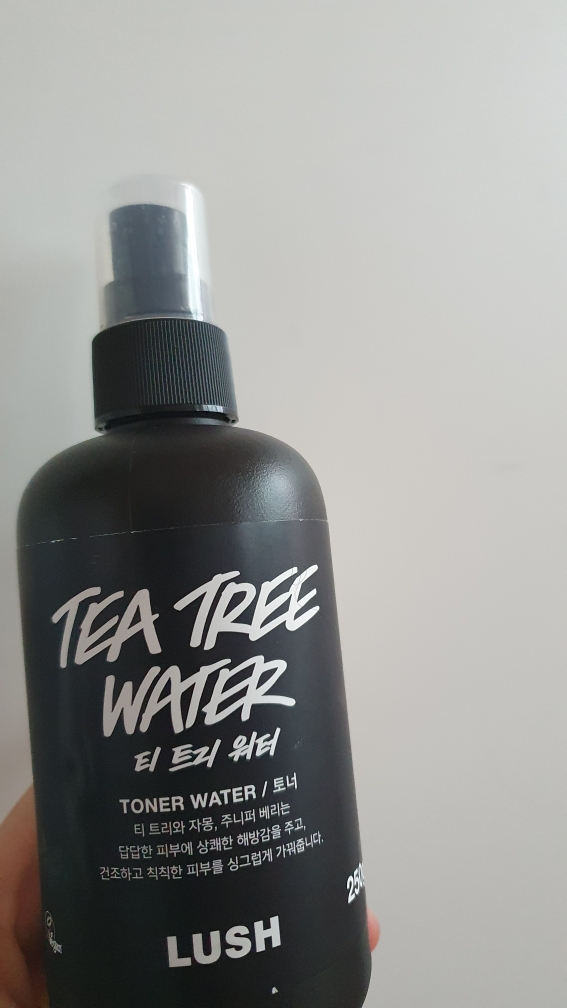 TEA TREE
WATER
티 트리 워터
TONER WATER / 토너
티 트리와 자몽, 주니퍼 베리는
답답한 피부에 상쾌한 해방감을 주고,
건조하고 칙칙한 피부를 싱그럽게 가꿔줍니다.
250
LUSH